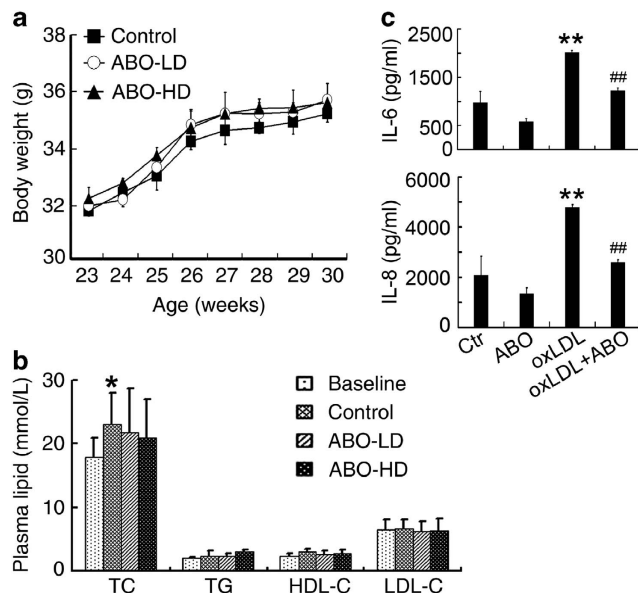 a
Control
ABO-LD
ABO-HD
Body weight (g)
36
34
32
30
23 24 25 26 27 28 29 30
Age (weeks)
b
*
Baseline
Control
ABO-LD
ABO-HD
Plasma lipid (mmol/L)
30
20
10
0
TC TG HDL-C LDL-C
c
IL-6 (pg/ml)
2500
2000
1250
500
**
##
IL-8 (pg/ml)
6000
4000
2000
0
**
##
Ctr ABO oxLDL oxLDL+ABO